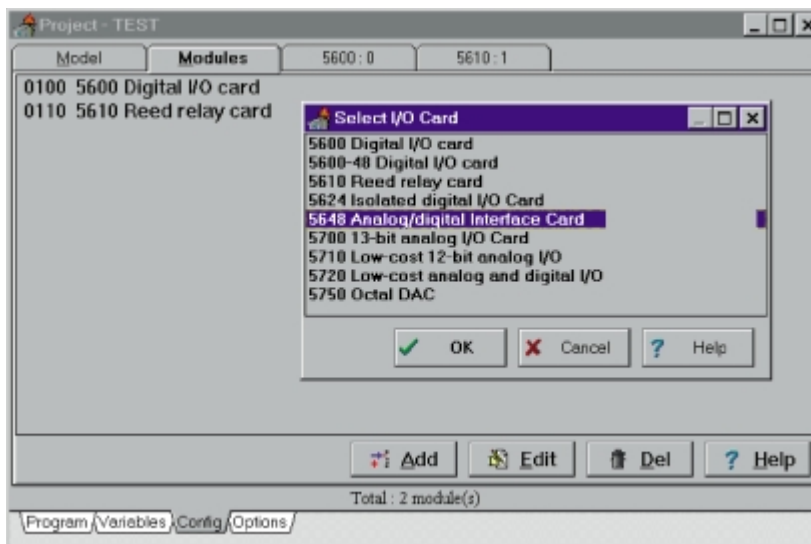 Project - TEST
Model Modules 5600 : 0 5610 : 1
0100 5600 Digital I/O card
0110 5610 Reed relay card
Select I/O Card
5600 Digital I/O card
5600-48 Digital I/O card
5610 Reed relay card
5624 Isolated digital I/O Card
5648 Analog/digital Interface Card
5700 13-bit analog I/O Card
5710 Low-cost 12-bit analog I/O
5720 Low-cost analog and digital I/O
5750 Octal DAC
OK Cancel Help
Add Edit Del Help
Total : 2 module(s)
Program Variables Config Options